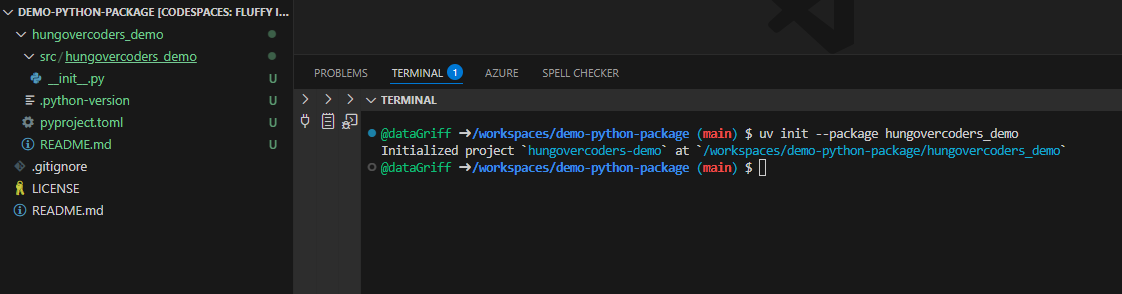 DEMO-PYTHON-PACKAGE [CODESPACES: FLUFFY I...
hungovercoders_demo
src/hungovercoders_demo
__init__.py U
.python-version U
pyproject.toml U
README.md U
.gitignore
LICENSE
README.md
PROBLEMS TERMINAL 1 AZURE SPELL CHECKER
TERMINAL
@dataGriff ➜/workspaces/demo-python-package (main) $ uv init --package hungovercoders_demo
Initialized project `hungovercoders-demo` at `/workspaces/demo-python-package/hungovercoders_demo`
@dataGriff ➜/workspaces/demo-python-package (main) $